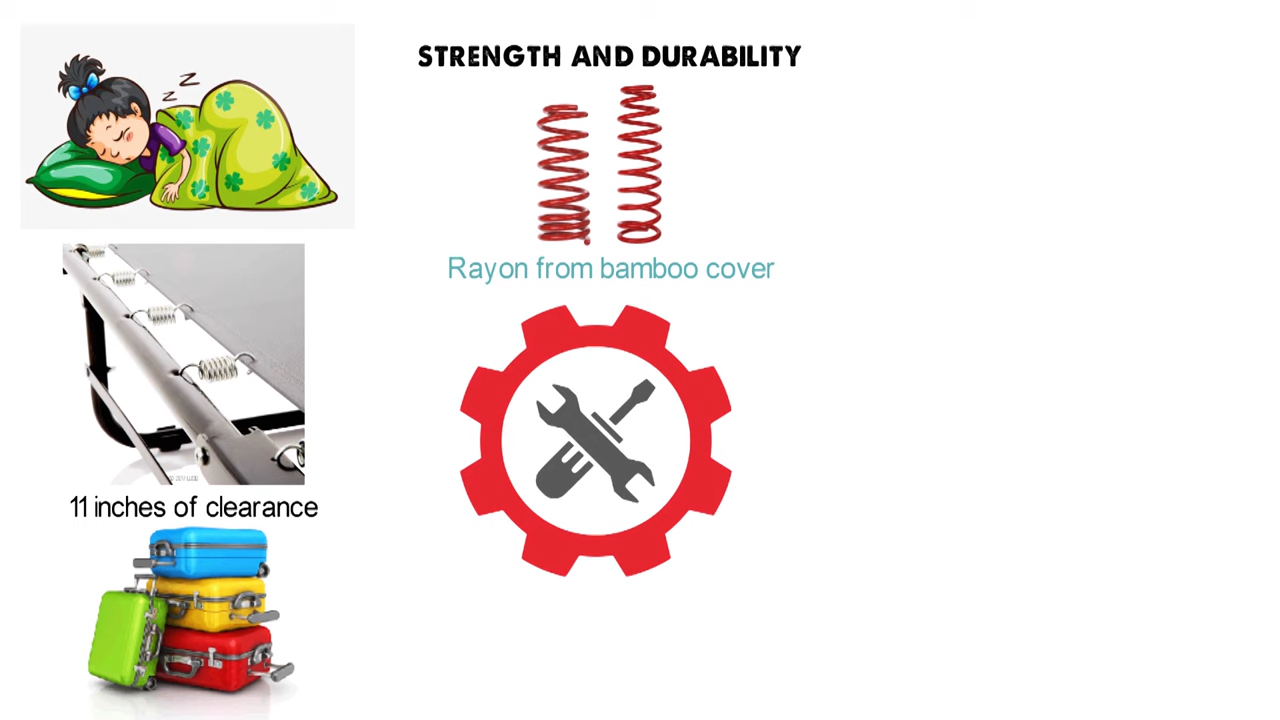 STRENGTH AND DURABILITY
Rayon from bamboo cover
11 inches of clearance
z z